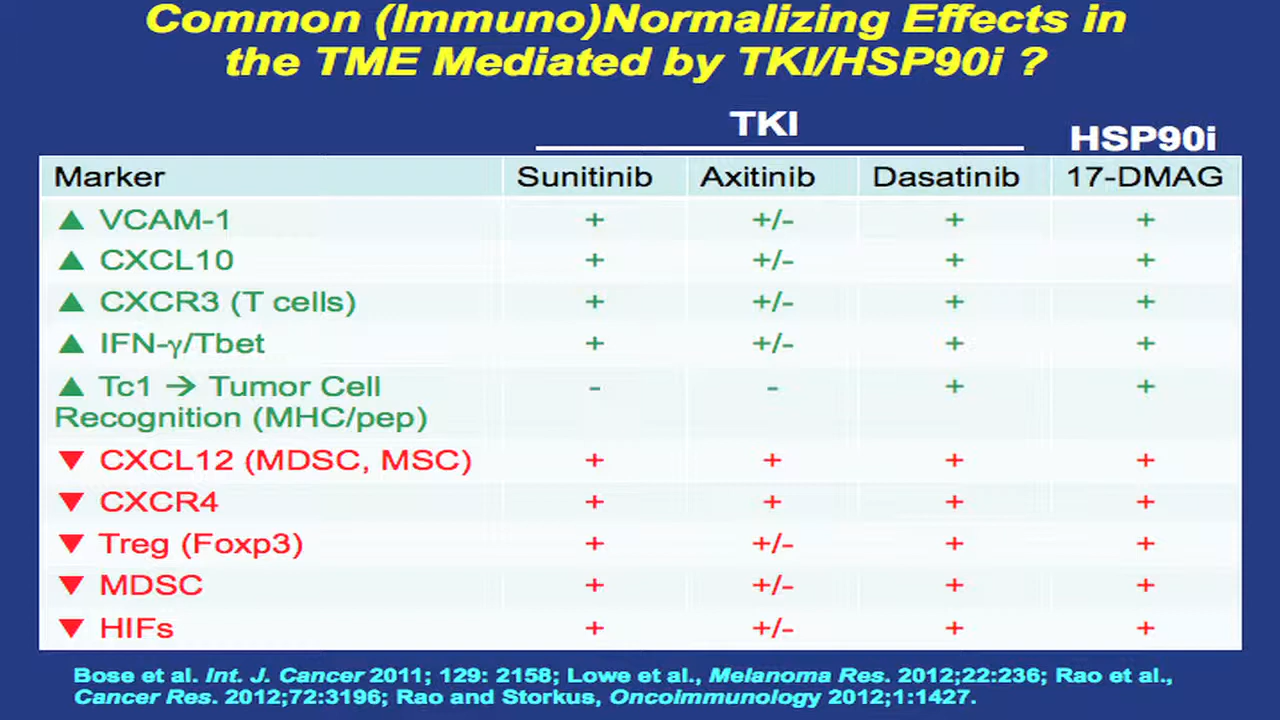 Common (Immuno)Normalizing Effects in
the TME Mediated by TKI/HSP90i ?
TKI
HSP90i
Marker Sunitinib Axitinib Dasatinib 17-DMAG
▲ VCAM-1 + +/- + +
▲ CXCL10 + +/- + +
▲ CXCR3 (T cells) + +/- + +
▲ IFN-γ/Tbet + +/- + +
▲ Tc1 → Tumor Cell - - + +
Recognition (MHC/pep)
▼ CXCL12 (MDSC, MSC) + + + +
▼ CXCR4 + + + +
▼ Treg (Foxp3) + +/- + +
▼ MDSC + +/- + +
▼ HIFs + +/- + +
Bose et al. Int. J. Cancer 2011; 129: 2158; Lowe et al., Melanoma Res. 2012;22:236; Rao et al.,
Cancer Res. 2012;72:3196; Rao and Storkus, Oncoimmunology 2012;1:1427.